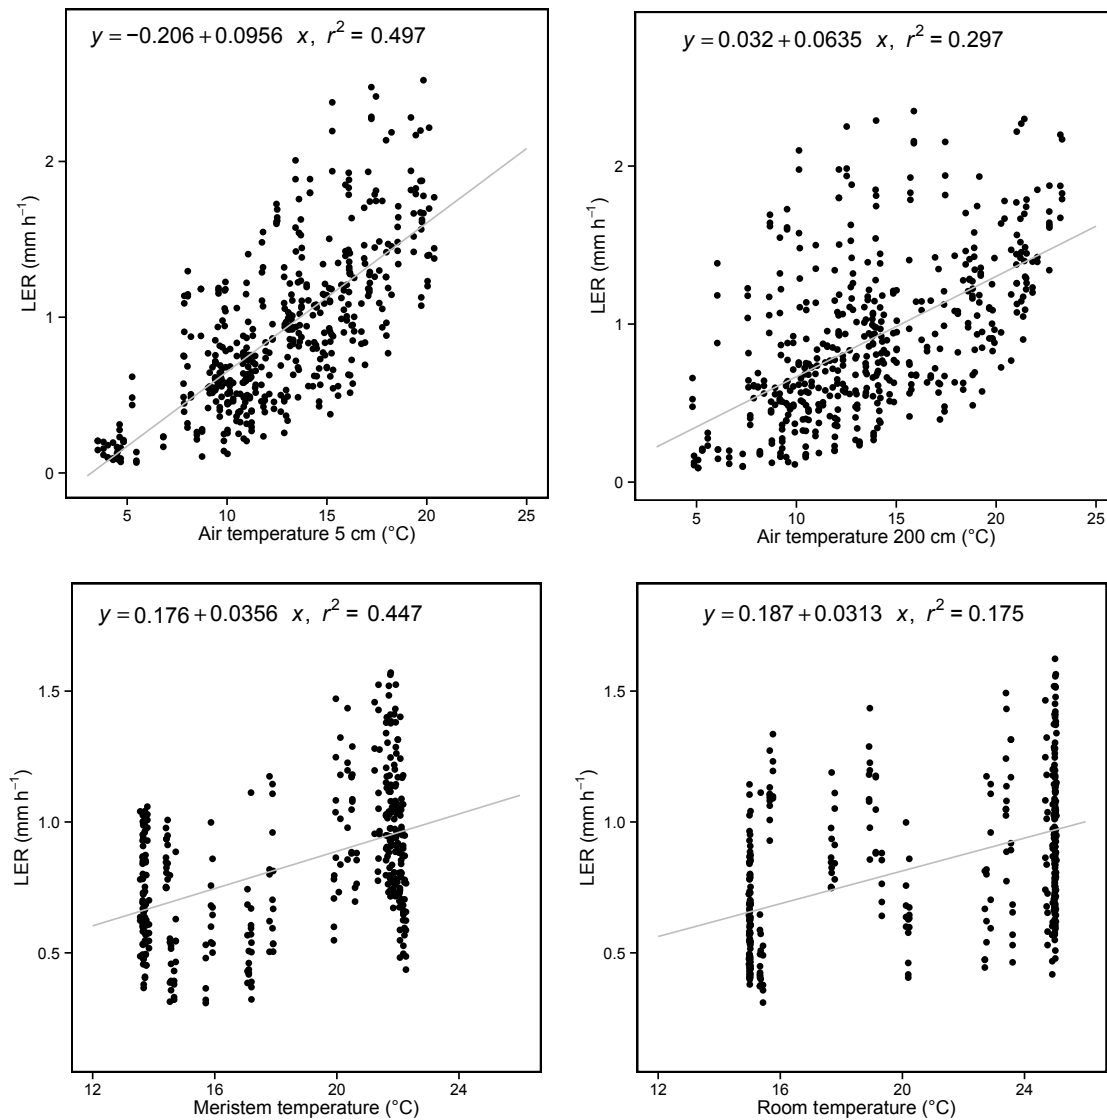 y = −0.206 + 0.0956 x, r² = 0.497
LER (mm h⁻¹)
2
1
0
5 10 15 20 25
Air temperature 5 cm (°C)
y = 0.032 + 0.0635 x, r² = 0.297
LER (mm h⁻¹)
2
1
0
5 10 15 20 25
Air temperature 200 cm (°C)
y = 0.176 + 0.0356 x, r² = 0.447
LER (mm h⁻¹)
1.5
1.0
0.5
12 16 20 24
Meristem temperature (°C)
y = 0.187 + 0.0313 x, r² = 0.175
LER (mm h⁻¹)
1.5
1.0
0.5
12 16 20 24
Room temperature (°C)